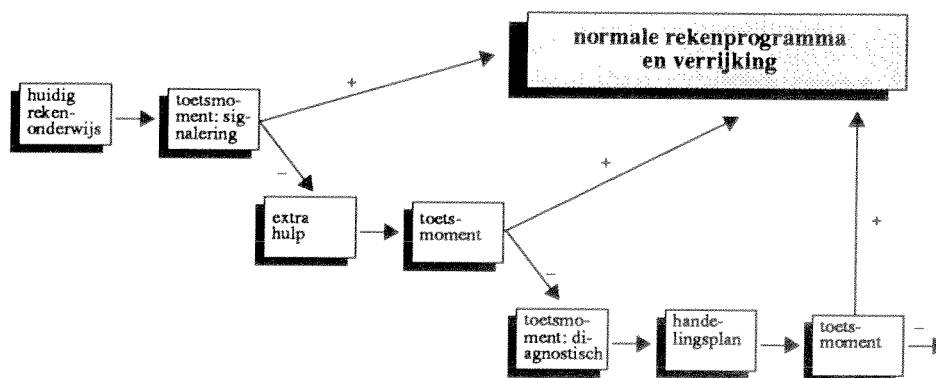 normale rekenprogramma
en verrijking
+
huidig
reken-
onderwijs
toetsmo-
ment: sig-
nalering
+
−
extra
hulp
toets-
moment
+
−
toetsmo-
ment: di-
agnostisch
hande-
lingsplan
toets-
moment
−